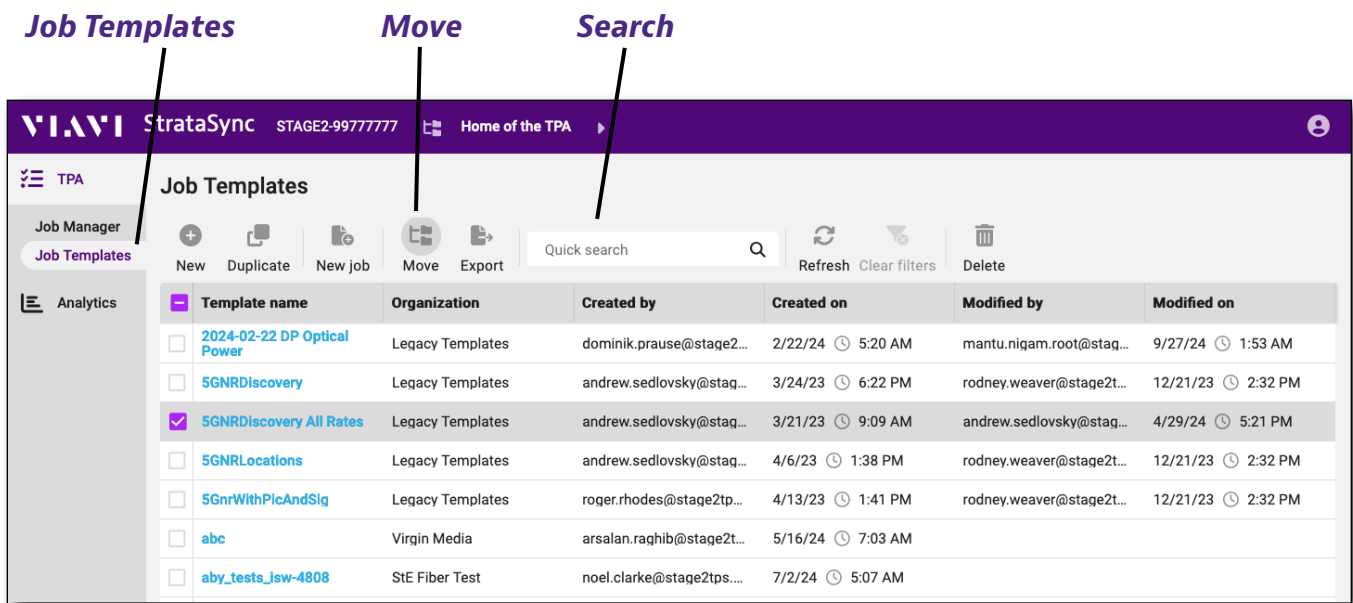 Job Templates Move Search
VIAVI StrataSync STAGE2-99777777 Home of the TPA
TPA
Job Templates
Job Manager
Job Templates
Analytics
New Duplicate New job Move Export Quick search Refresh Clear filters Delete
Template name Organization Created by Created on Modified by Modified on
2024-02-22 DP Optical
Power Legacy Templates dominik.prause@stage2... 2/22/24 5:20 AM mantu.nigam.root@stag... 9/27/24 1:53 AM
5GNRDiscovery Legacy Templates andrew.sedlovsky@stag... 3/24/23 6:22 PM rodney.weaver@stage2t... 12/21/23 2:32 PM
5GNRDiscovery All Rates Legacy Templates andrew.sedlovsky@stag... 3/21/23 9:09 AM andrew.sedlovsky@stag... 4/29/24 5:21 PM
5GNRLocations Legacy Templates andrew.sedlovsky@stag... 4/6/23 1:38 PM rodney.weaver@stage2t... 12/21/23 2:32 PM
5GnrWithPicAndSig Legacy Templates roger.rhodes@stage2tp... 4/13/23 1:41 PM rodney.weaver@stage2t... 12/21/23 2:32 PM
abc Virgin Media arsalan.raghib@stage2t... 5/16/24 7:03 AM
aby_tests_isw-4808 StE Fiber Test noel.clarke@stage2tps.... 7/2/24 5:07 AM